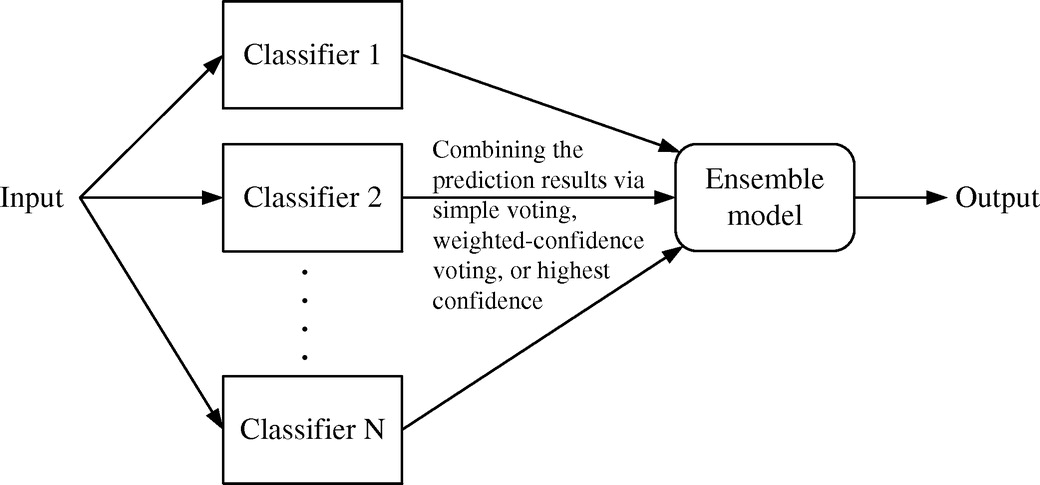 Classifier 1
Input
Classifier 2
Combining the
prediction results via
simple voting,
weighted-confidence
voting, or highest
confidence
Ensemble
model
Output
Classifier N